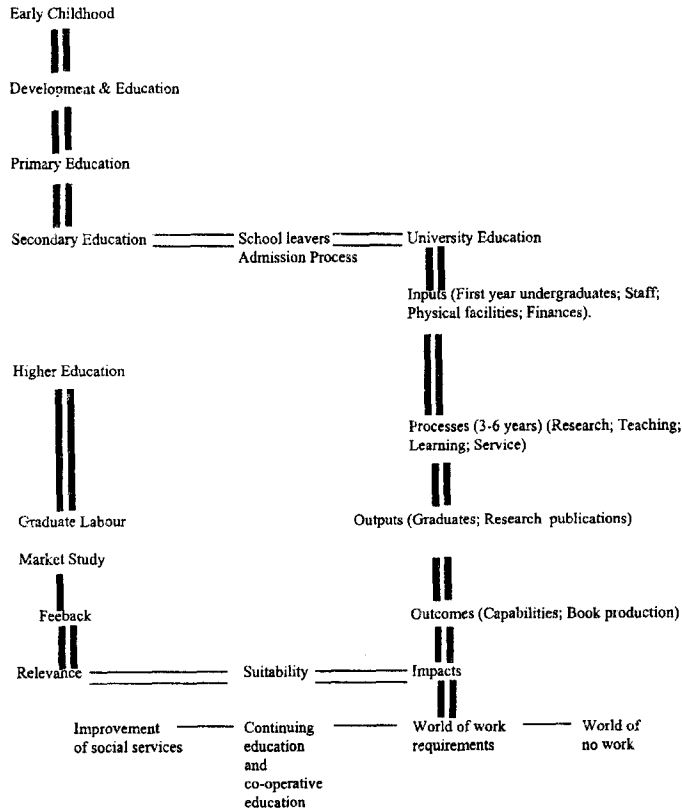 Early Childhood
Development & Education
Primary Education
Secondary Education
School leavers
Admission Process
University Education
Inputs (First year undergraduates; Staff;
Physical facilities; Finances).
Higher Education
Processes (3-6 years) (Research; Teaching;
Learning; Service)
Graduate Labour
Outputs (Graduates; Research publications)
Market Study
Feeback
Outcomes (Capabilities; Book production)
Relevance
Suitability
Impacts
Improvement
of social services
Continuing
education
and
co-operative
education
World of work
requirements
World of
no work